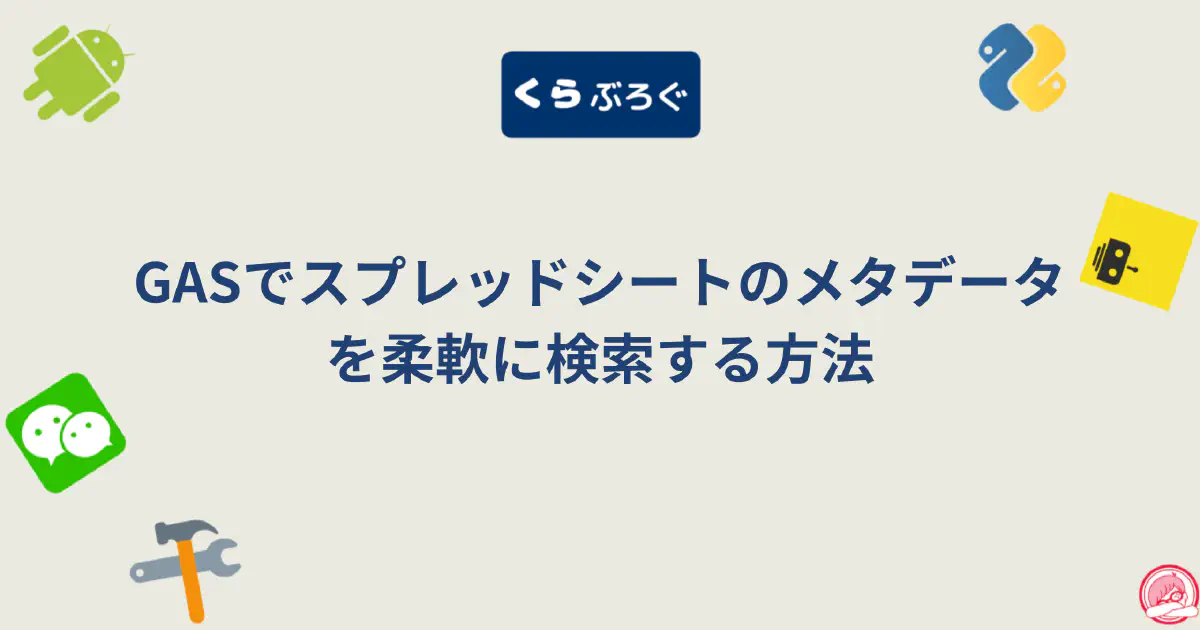 くらぶろぐ
GASでスプレッドシートのメタデータ
を柔軟に検索する方法